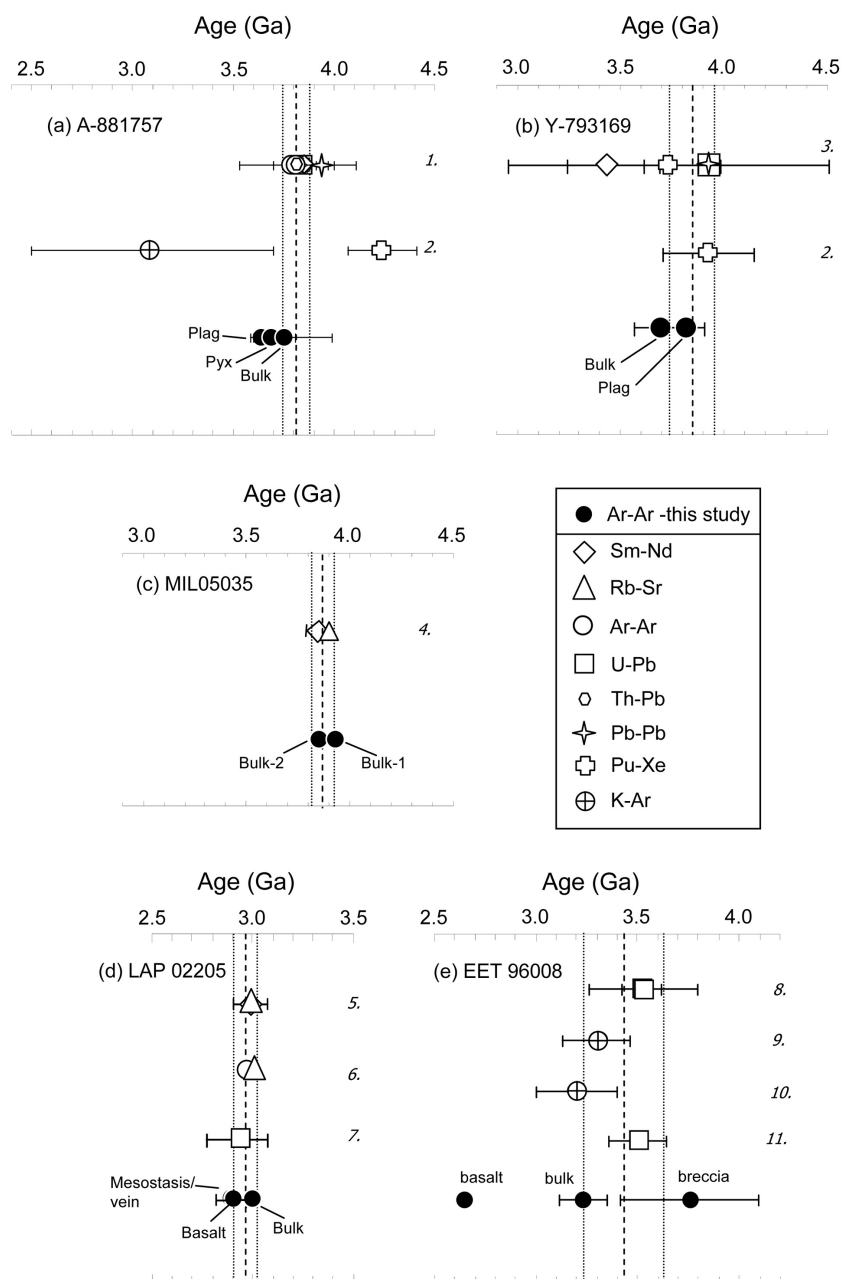 Age (Ga)
2.5 3.0 3.5 4.0 4.5
(a) A-881757
1.
2.
Plag
Pyx
Bulk
Age (Ga)
3.0 3.5 4.0 4.5
(b) Y-793169
3.
2.
Bulk
Plag
Age (Ga)
3.0 3.5 4.0 4.5
(c) MIL05035
4.
Bulk-2
Bulk-1
Ar-Ar -this study
Sm-Nd
Rb-Sr
Ar-Ar
U-Pb
Th-Pb
Pb-Pb
Pu-Xe
K-Ar
Age (Ga)
2.5 3.0 3.5
(d) LAP 02205
5.
6.
7.
Mesostasis/
vein
Basalt
Bulk
Age (Ga)
2.5 3.0 3.5 4.0
(e) EET 96008
8.
9.
10.
11.
basalt
bulk
breccia